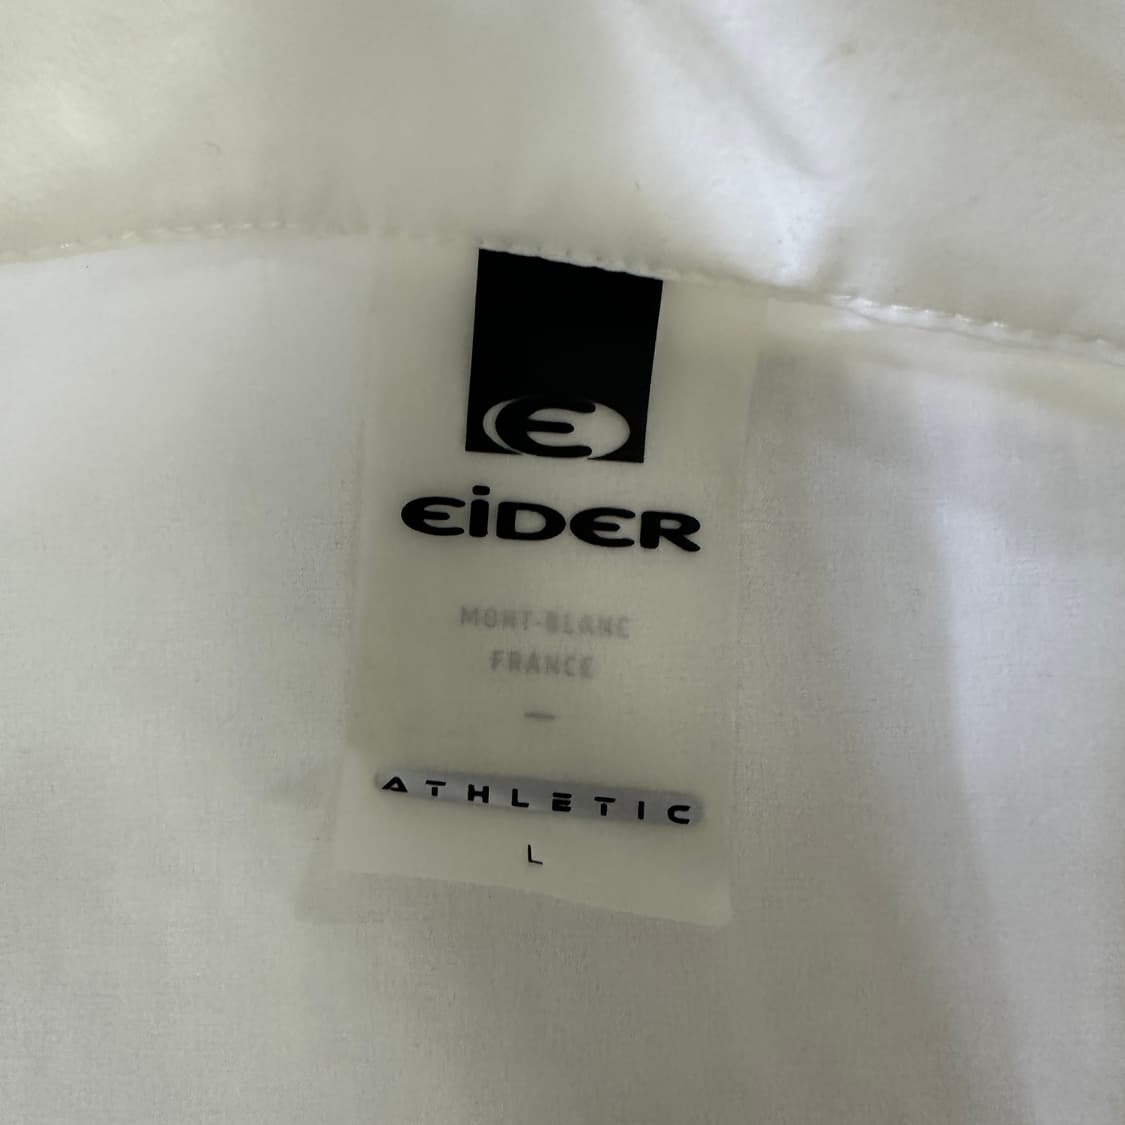 E
EiDER
MONT-BLANC
FRANCE
ATHLETIC
L